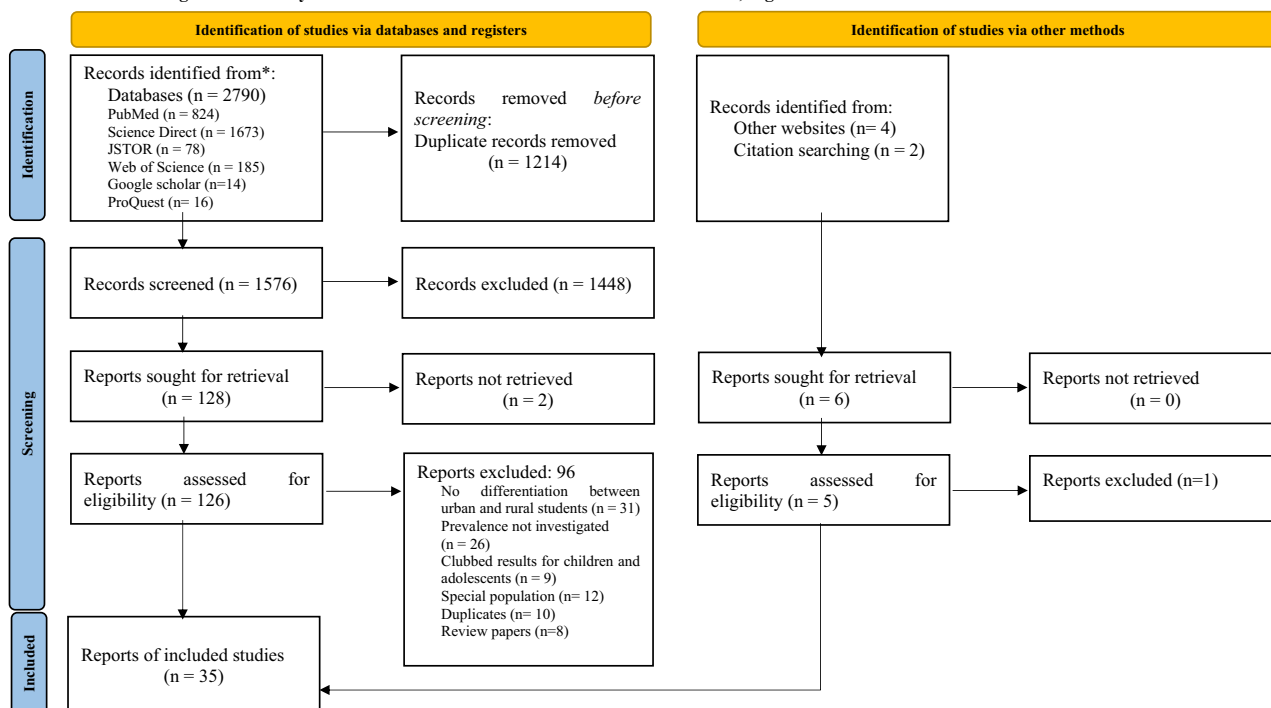 Identification of studies via databases and registers
Identification of studies via other methods
Identification
Records identified from*:
Databases (n = 2790)
PubMed (n = 824)
Science Direct (n = 1673)
JSTOR (n = 78)
Web of Science (n = 185)
Google scholar (n=14)
ProQuest (n= 16)
Records removed before
screening:
Duplicate records removed
(n = 1214)
Records identified from:
Other websites (n= 4)
Citation searching (n = 2)
Screening
Records screened (n = 1576)
Records excluded (n = 1448)
Reports sought for retrieval
(n = 128)
Reports not retrieved
(n = 2)
Reports sought for retrieval
(n = 6)
Reports not retrieved
(n = 0)
Reports assessed for
eligibility (n = 126)
Reports excluded: 96
No differentiation between
urban and rural students (n = 31)
Prevalence not investigated
(n = 26)
Clubbed results for children and
adolescents (n = 9)
Special population (n= 12)
Duplicates (n= 10)
Review papers (n=8)
Reports assessed for
eligibility (n = 5)
Reports excluded (n=1)
Included
Reports of included studies
(n = 35)